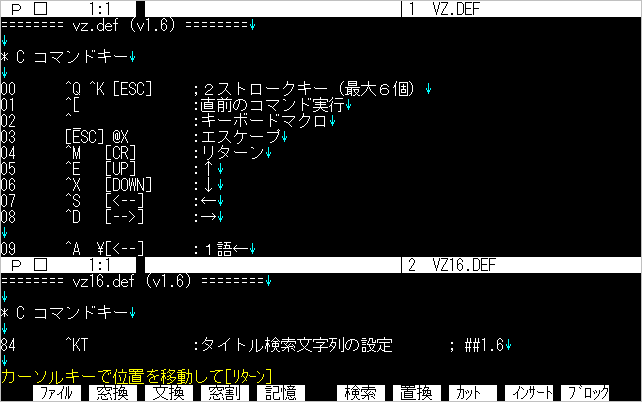 P □ 1:1 1 VZ.DEF
======== vz.def (v1.6) ========↓
↓
* C コマンドキー↓
↓
00 ^Q ^K [ESC] :２ストロークキー (最大６個) ↓
01 ^[ :直前のコマンド実行↓
02 ^_ :キーボードマクロ↓
03 [ESC] @X :エスケープ↓
04 ^M [CR] :リターン↓
05 ^E [UP] :↑↓
06 ^X [DOWN] :↓↓
07 ^S [<--] :←↓
08 ^D [-->] :→↓
↓
09 ^A \[<--] :１語←↓
P □ 1:1 2 VZ16.DEF
======== vz16.def (v1.6) ========↓
↓
* C コマンドキー↓
↓
84 ^KT :タイトル検索文字列の設定 ; ##1.6↓
カーソルキーで位置を移動して[ﾘﾀｰﾝ]
ﾌｧｲﾙ 窓換 文換 窓割 記憶 検索 置換 ｶｯﾄ ｲﾝｻｰﾄ ﾌﾞﾛｯｸ